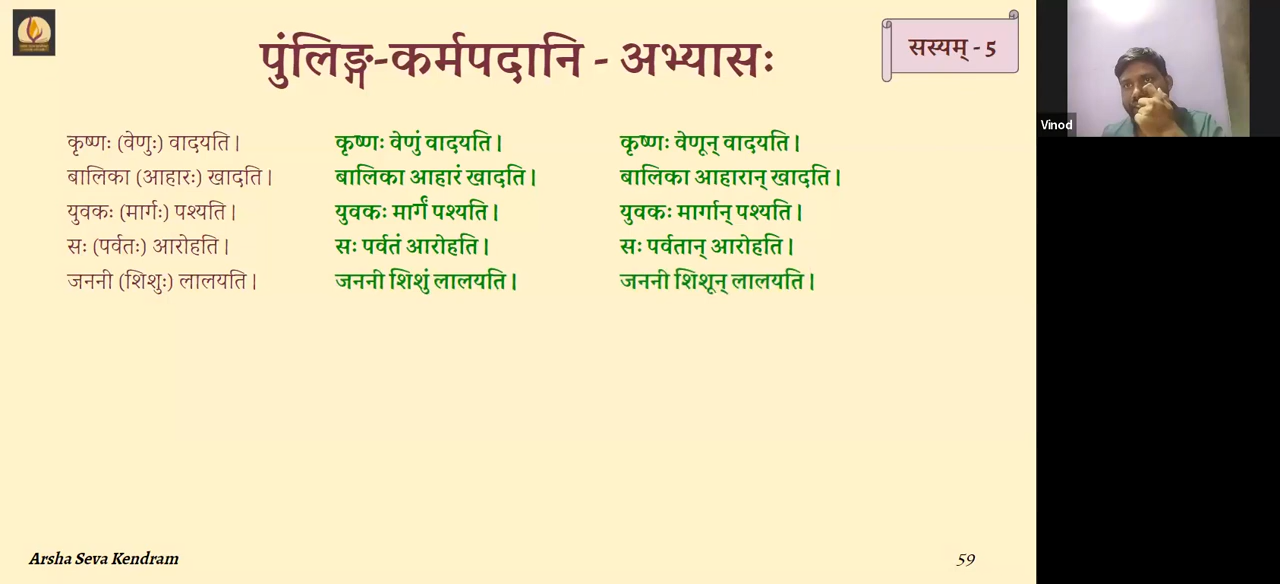 पुंलिङ्ग-कर्मपदानि - अभ्यासः
सस्यम् - 5
Vinod
कृष्णः (वेणुः) वादयति। कृष्णः वेणुं वादयति। कृष्णः वेणून् वादयति।
बालिका (आहारः) खादति। बालिका आहारं खादति। बालिका आहारान् खादति।
युवकः (मार्गः) पश्यति। युवकः मार्गं पश्यति। युवकः मार्गान् पश्यति।
सः (पर्वतः) आरोहति। सः पर्वतं आरोहति। सः पर्वतान् आरोहति।
जननी (शिशुः) लालयति। जननी शिशुं लालयति। जननी शिशून् लालयति।
Arsha Seva Kendram
59